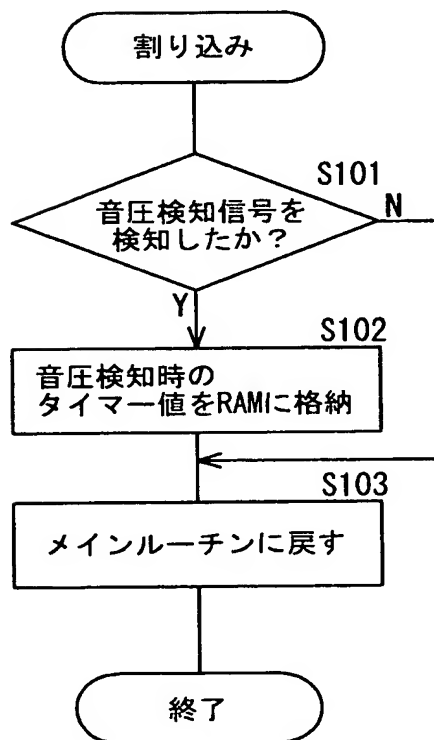 割り込み
S101
音圧検知信号を
検知したか?
N
Y
S102
音圧検知時の
タイマー値をRAMに格納
S103
メインルーチンに戻す
終了